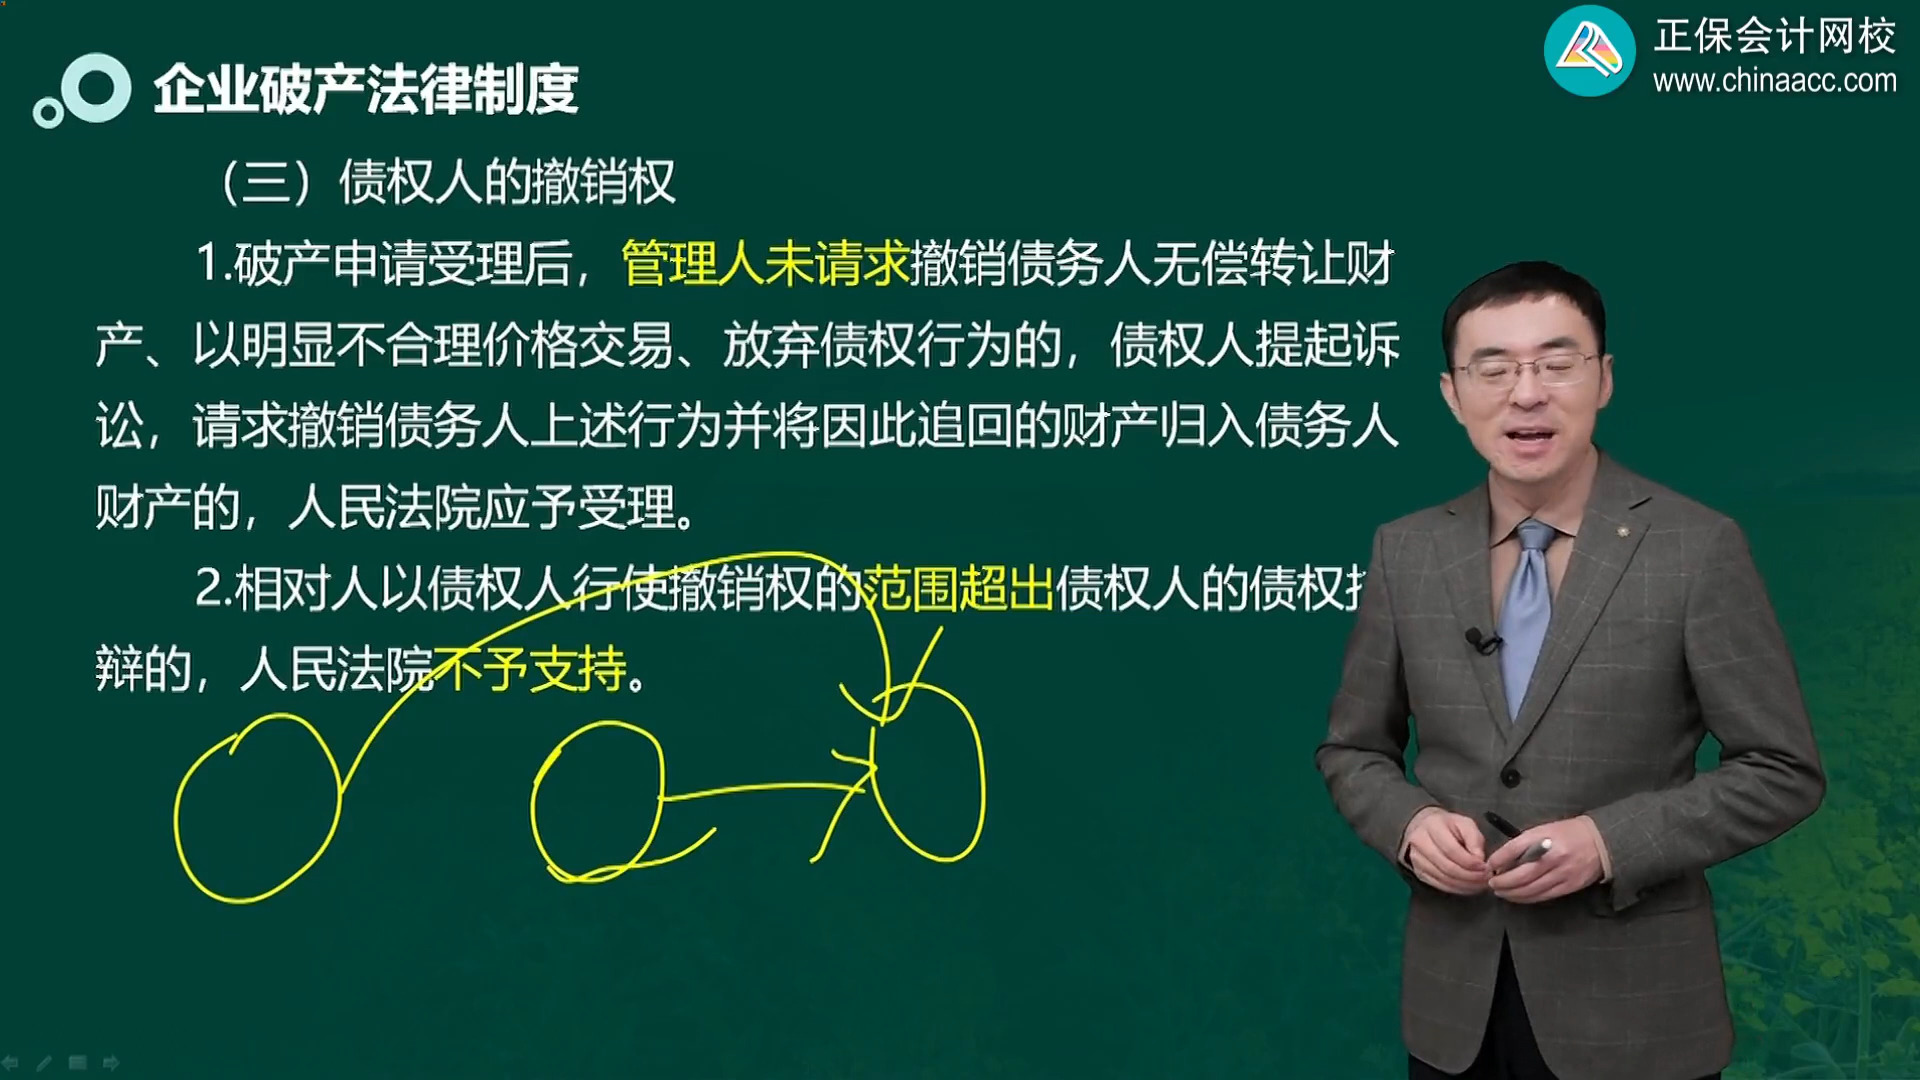 正保会计网校
www.chinaacc.com
企业破产法律制度
（三）债权人的撤销权
1.破产申请受理后，管理人未请求撤销债务人无偿转让财
产、以明显不合理价格交易、放弃债权行为的，债权人提起诉
讼，请求撤销债务人上述行为并将因此追回的财产归入债务人
财产的，人民法院应予受理。
2.相对人以债权人行使撤销权的范围超出债权人的债权
辩的，人民法院不予支持。